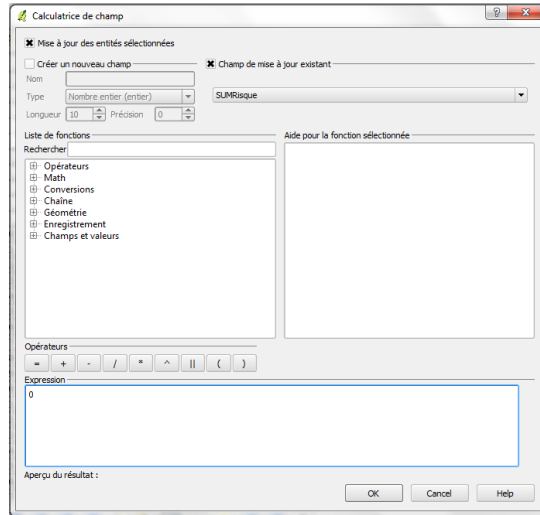 Calculatrice de champ
Mise à jour des entités sélectionnées
Créer un nouveau champ
Champ de mise à jour existant
Nom
Type Nombre entier (entier)
SUMRisque
Longueur 10 Précision 0
Liste de fonctions
Aide pour la fonction sélectionnée
Rechercher
Opérateurs
Math
Conversions
Chaîne
Géométrie
Enregistrement
Champs et valeurs
Opérateurs
= + - / * ^ || ( )
Expression
0
Aperçu du résultat :
OK Cancel Help